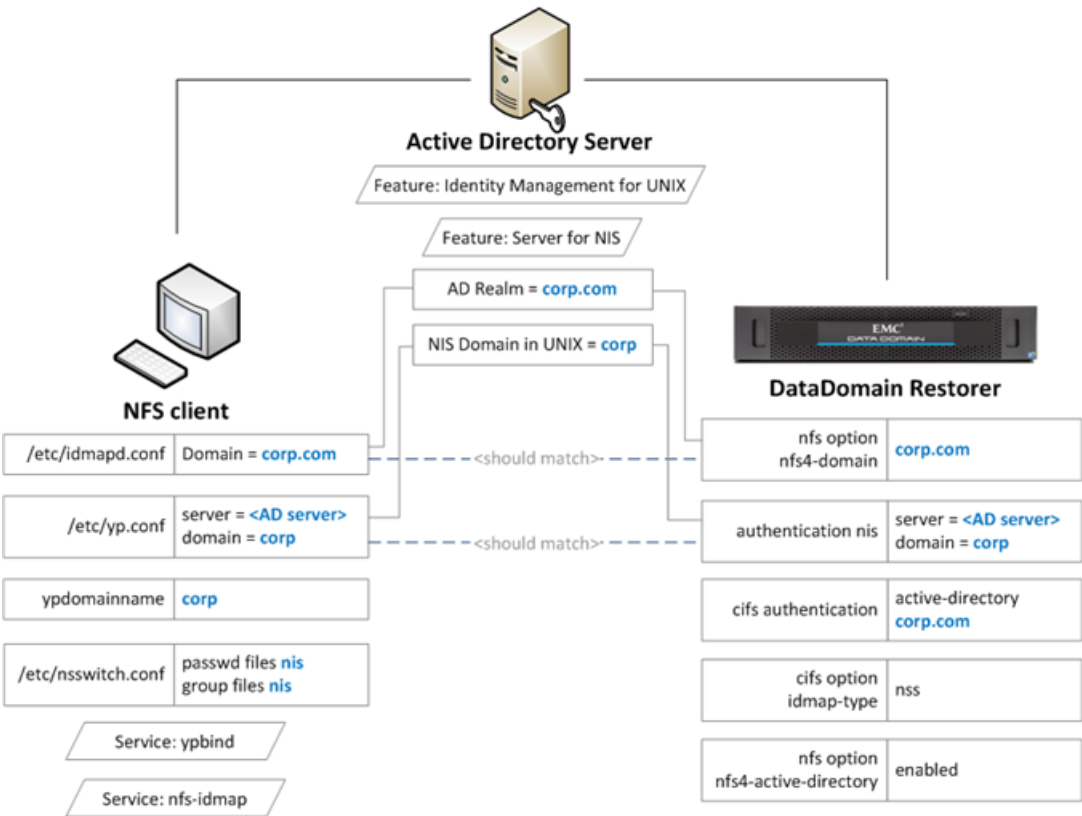 Active Directory Server
Feature: Identity Management for UNIX
Feature: Server for NIS
AD Realm = corp.com
NIS Domain in UNIX = corp
NFS client
/etc/idmapd.conf Domain = corp.com
/etc/yp.conf server = <AD server>
domain = corp
ypdomainname corp
/etc/nsswitch.conf passwd files nis
group files nis
Service: ypbind
Service: nfs-idmap
<should match>
<should match>
EMC²
DATA DOMAIN
DataDomain Restorer
nfs option
nfs4-domain corp.com
authentication nis server = <AD server>
domain = corp
cifs authentication active-directory
corp.com
cifs option
idmap-type nss
nfs option
nfs4-active-directory enabled